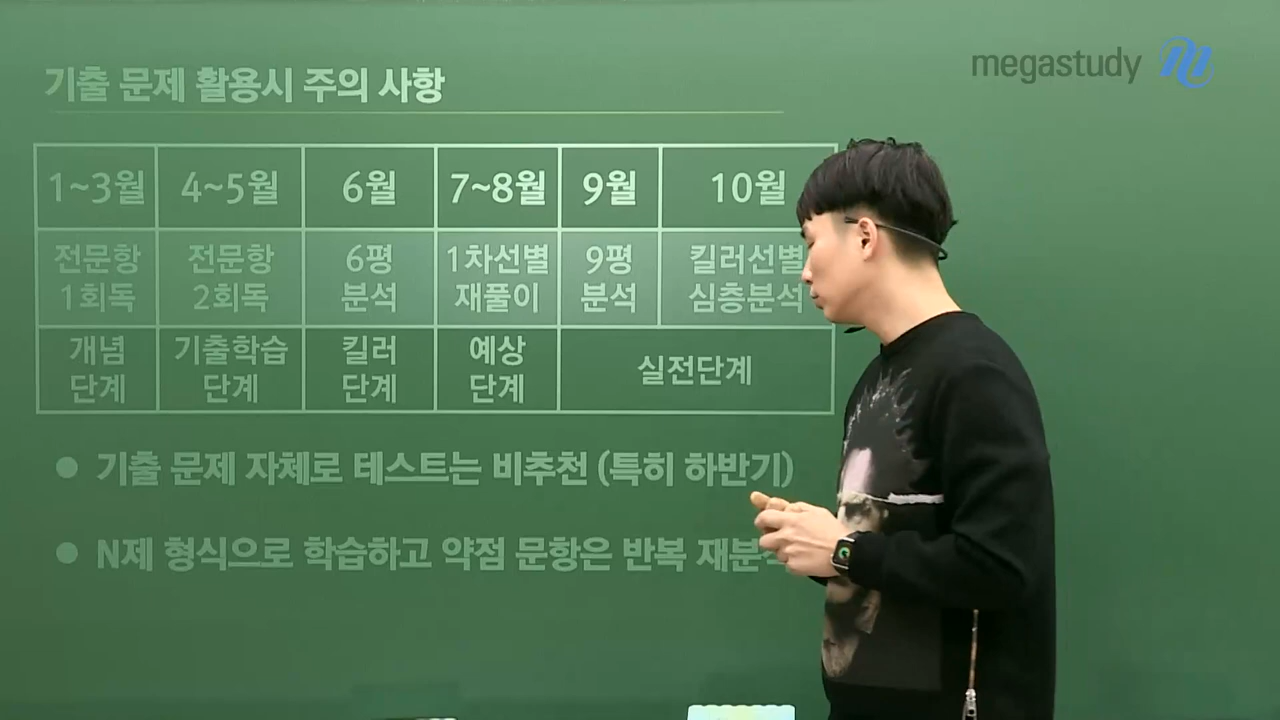 megastudy
기출 문제 활용시 주의 사항
1~3월 4~5월 6월 7~8월 9월 10월
전문항 전문항 6평 1차선별 9평 킬러선별
1회독 2회독 분석 재풀이 분석 심층분석
개념 기출학습 킬러 예상 실전단계
단계 단계 단계 단계
● 기출 문제 자체로 테스트는 비추천 (특히 하반기)
● N제 형식으로 학습하고 약점 문항은 반복